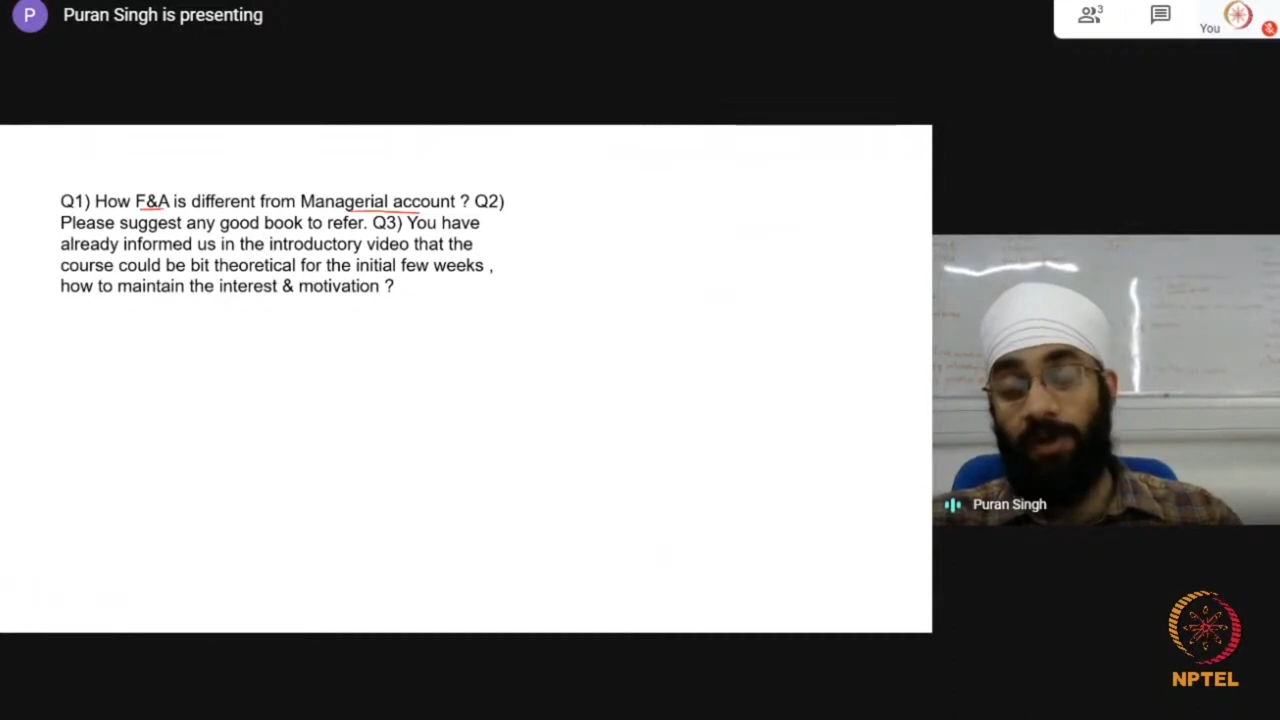 P
Puran Singh is presenting
3
You
Q1) How F&A is different from Managerial account ? Q2)
Please suggest any good book to refer. Q3) You have
already informed us in the introductory video that the
course could be bit theoretical for the initial few weeks ,
how to maintain the interest & motivation ?
Puran Singh
NPTEL